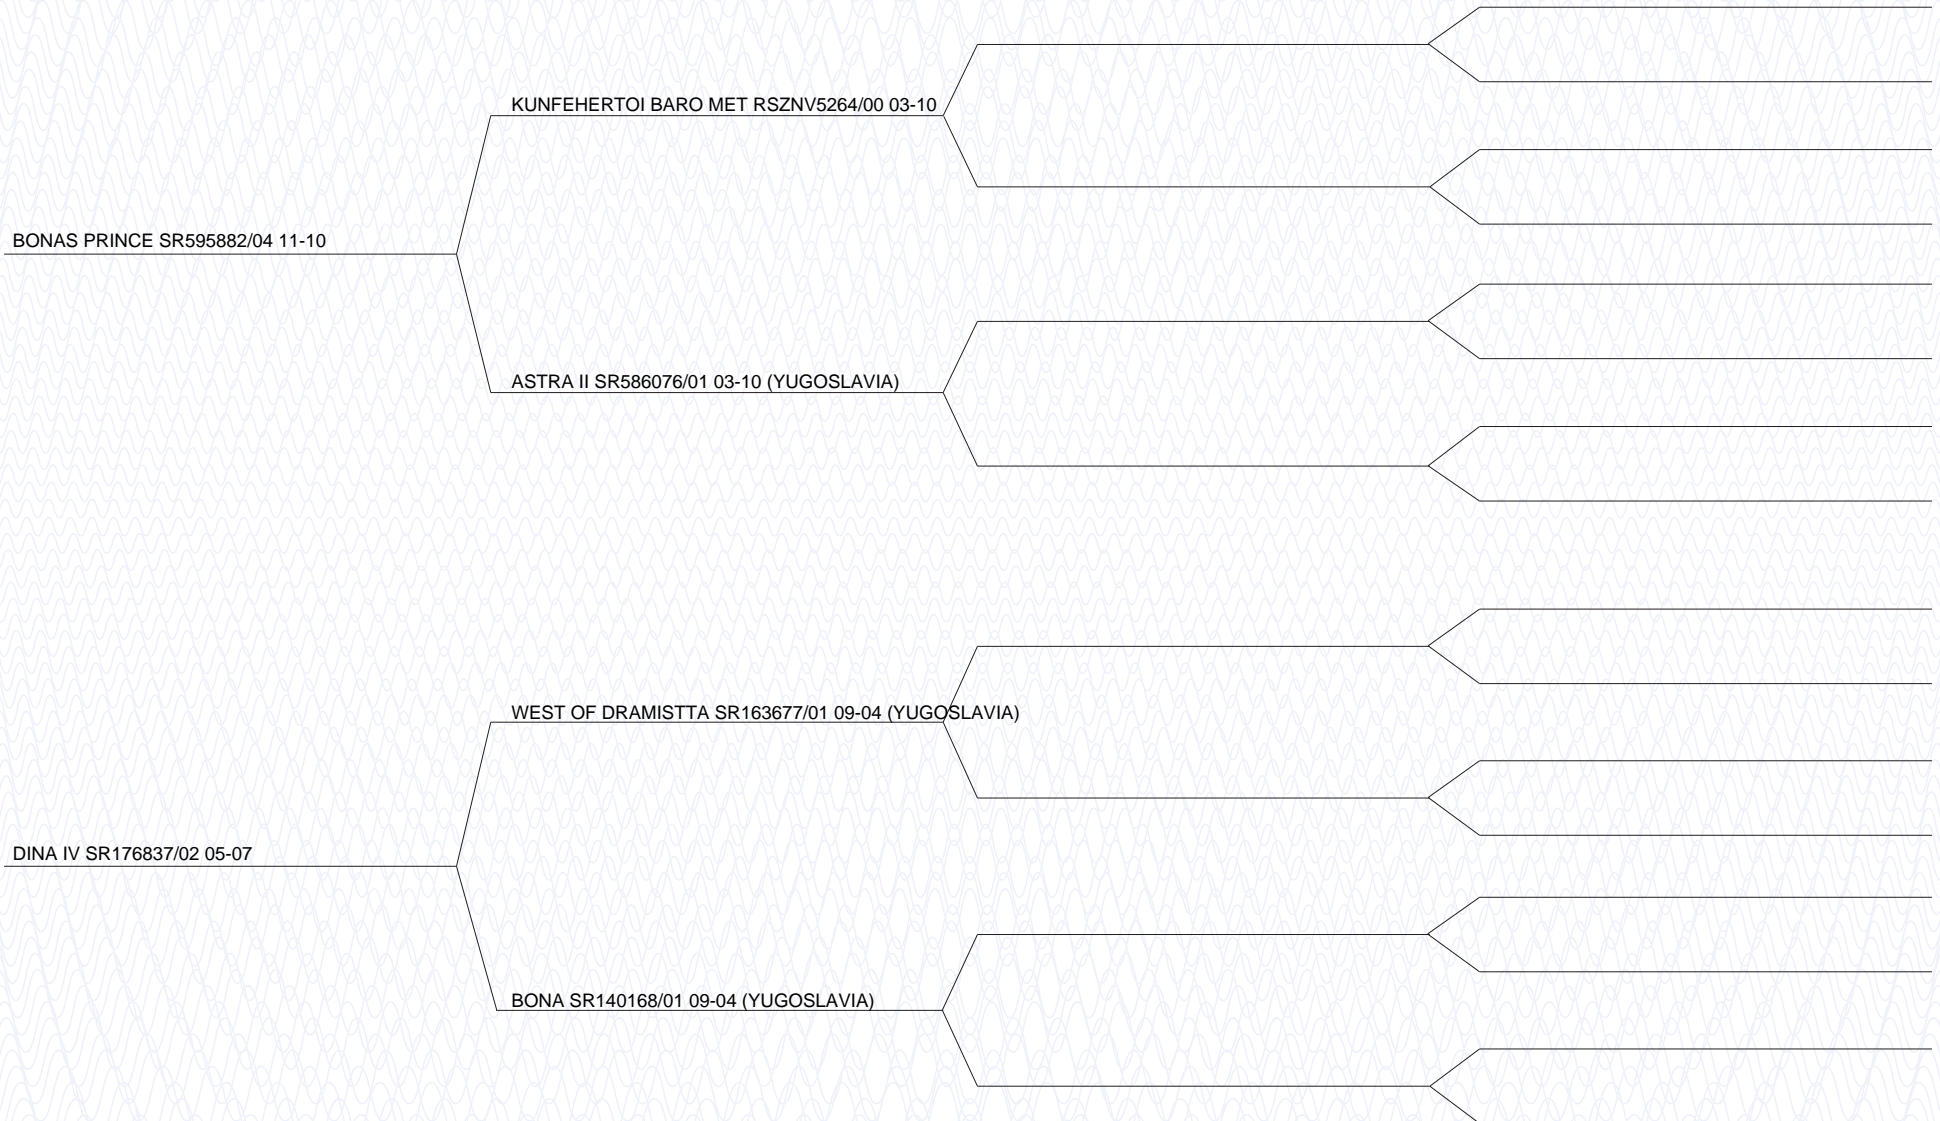 KUNFEHERTOI BARO MET RSZNV5264/00 03-10
BONAS PRINCE SR595882/04 11-10
ASTRA II SR586076/01 03-10 (YUGOSLAVIA)
WEST OF DRAMISTTA SR163677/01 09-04 (YUGOSLAVIA)
DINA IV SR176837/02 05-07
BONA SR140168/01 09-04 (YUGOSLAVIA)